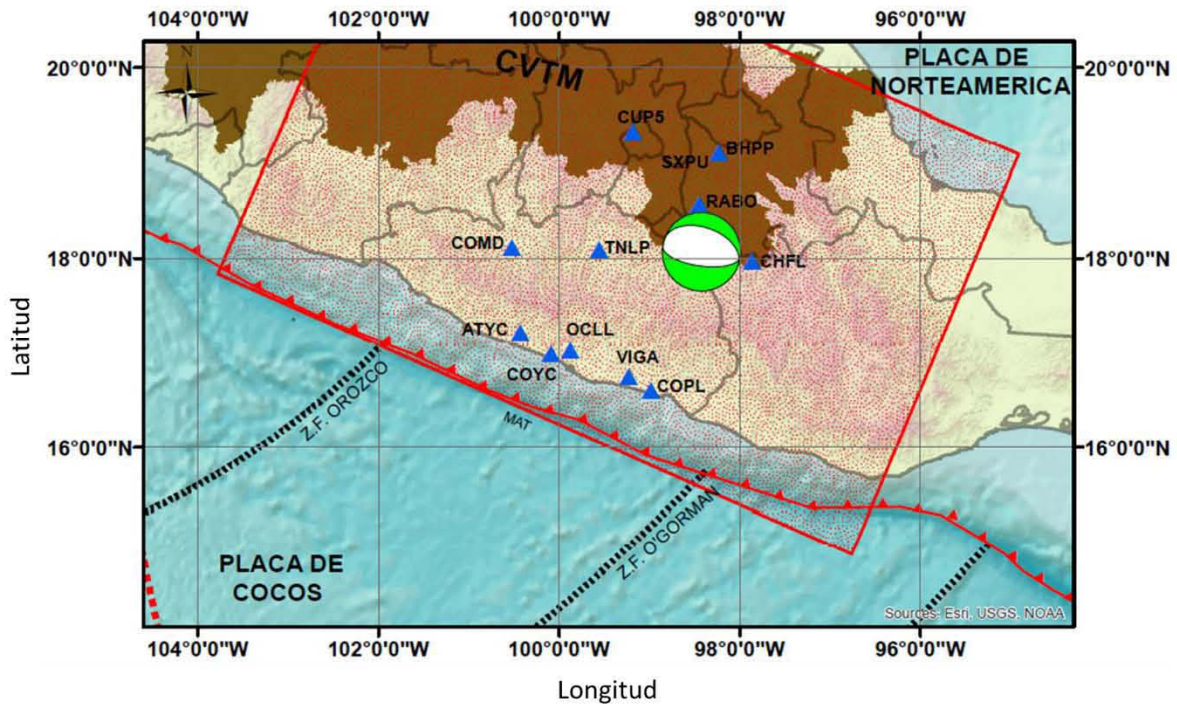 104°0'0"W 102°0'0"W 100°0'0"W 98°0'0"W 96°0'0"W
N
CVTM
PLACA DE
NORTEAMERICA
20°0'0"N
20°0'0"N
CUP5
BHPP
SXPU
RABO
COMD
TNLP
CHFL
18°0'0"N
18°0'0"N
ATYC
OCLL
COYC
VIGA
COPL
Z.F. OROZCO
MAT
16°0'0"N
16°0'0"N
Z.F. O'GORMAN
PLACA DE
COCOS
Sources: Esri, USGS, NOAA
104°0'0"W 102°0'0"W 100°0'0"W 98°0'0"W 96°0'0"W
Latitud
Longitud